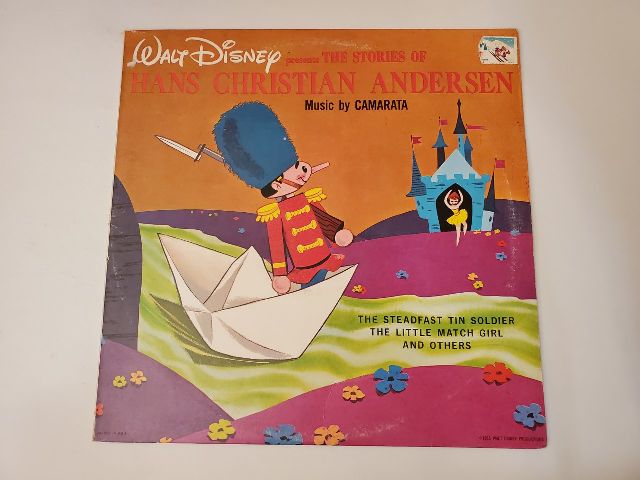 WALT DISNEY presents THE STORIES OF
HANS CHRISTIAN ANDERSEN
Music by CAMARATA
THE STEADFAST TIN SOLDIER
THE LITTLE MATCH GIRL
AND OTHERS